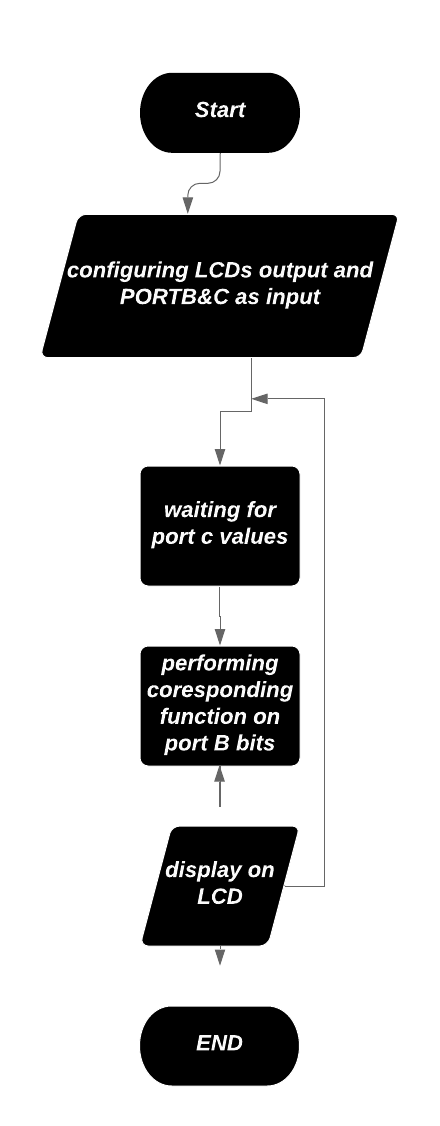 Start
configuring LCDs output and
PORTB&C as input
waiting for
port c values
performing
coresponding
function on
port B bits
display on
LCD
END